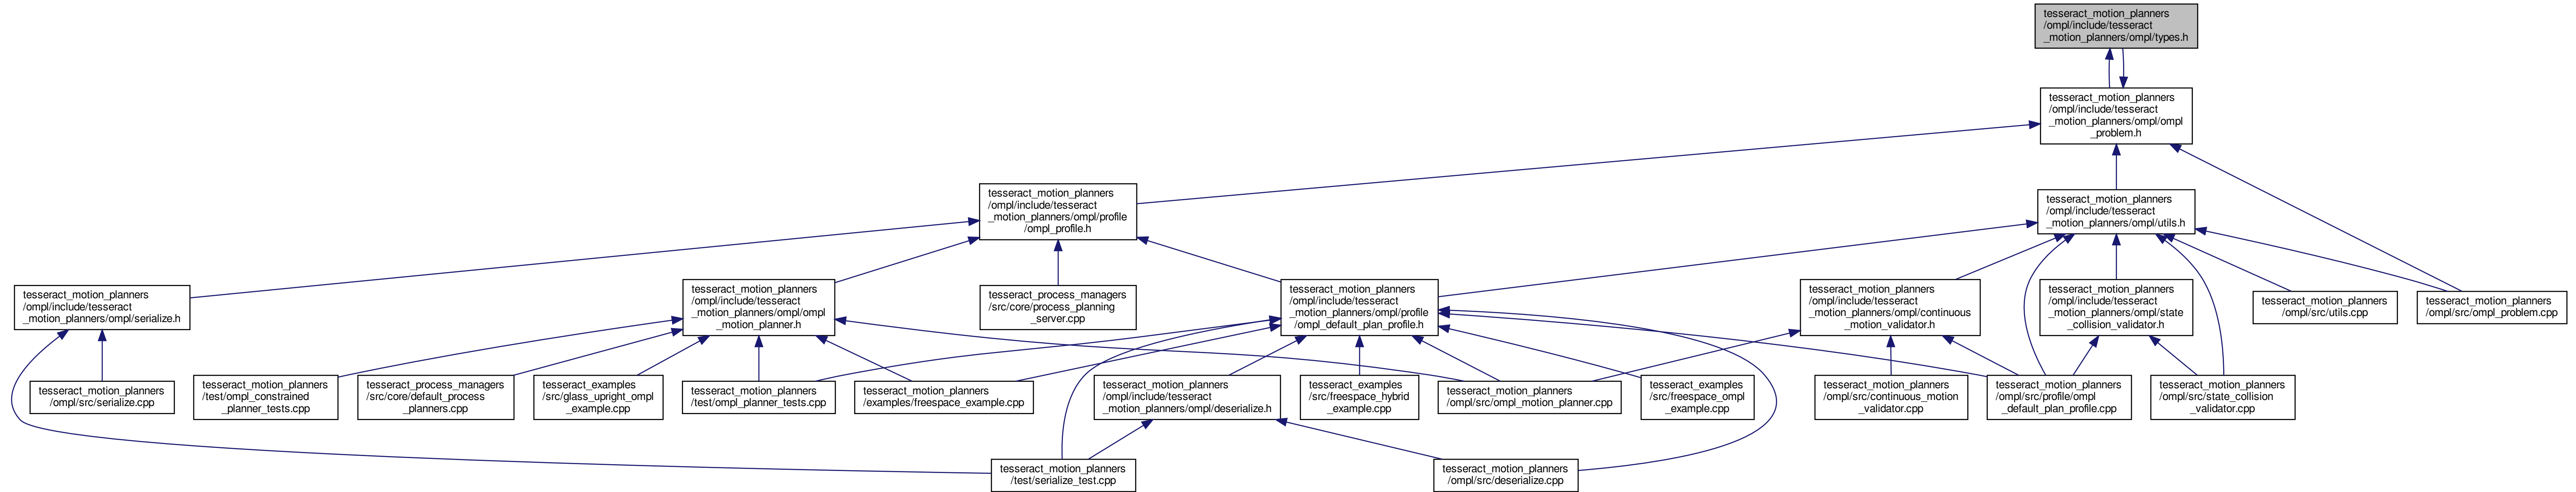 tesseract_motion_planners
/ompl/include/tesseract
_motion_planners/ompl/types.h
tesseract_motion_planners
/ompl/include/tesseract
_motion_planners/ompl/ompl
_problem.h
tesseract_motion_planners
/ompl/include/tesseract
_motion_planners/ompl/profile
/ompl_profile.h
tesseract_motion_planners
/ompl/include/tesseract
_motion_planners/ompl/utils.h
tesseract_motion_planners
/ompl/include/tesseract
_motion_planners/ompl/serialize.h
tesseract_motion_planners
/ompl/include/tesseract
_motion_planners/ompl/ompl
_motion_planner.h
tesseract_process_managers
/src/core/process_planning
_server.cpp
tesseract_motion_planners
/ompl/include/tesseract
_motion_planners/ompl/profile
/ompl_default_plan_profile.h
tesseract_motion_planners
/ompl/include/tesseract
_motion_planners/ompl/continuous
_motion_validator.h
tesseract_motion_planners
/ompl/include/tesseract
_motion_planners/ompl/state
_collision_validator.h
tesseract_motion_planners
/ompl/src/utils.cpp
tesseract_motion_planners
/ompl/src/ompl_problem.cpp
tesseract_motion_planners
/ompl/src/serialize.cpp
tesseract_motion_planners
/test/ompl_constrained
_planner_tests.cpp
tesseract_process_managers
/src/core/default_process
_planners.cpp
tesseract_examples
/src/glass_upright_ompl
_example.cpp
tesseract_motion_planners
/test/ompl_planner_tests.cpp
tesseract_motion_planners
/examples/freespace_example.cpp
tesseract_motion_planners
/ompl/include/tesseract
_motion_planners/ompl/deserialize.h
tesseract_examples
/src/freespace_hybrid
_example.cpp
tesseract_motion_planners
/ompl/src/ompl_motion_planner.cpp
tesseract_examples
/src/freespace_ompl
_example.cpp
tesseract_motion_planners
/ompl/src/continuous_motion
_validator.cpp
tesseract_motion_planners
/ompl/src/profile/ompl
_default_plan_profile.cpp
tesseract_motion_planners
/ompl/src/state_collision
_validator.cpp
tesseract_motion_planners
/test/serialize_test.cpp
tesseract_motion_planners
/ompl/src/deserialize.cpp